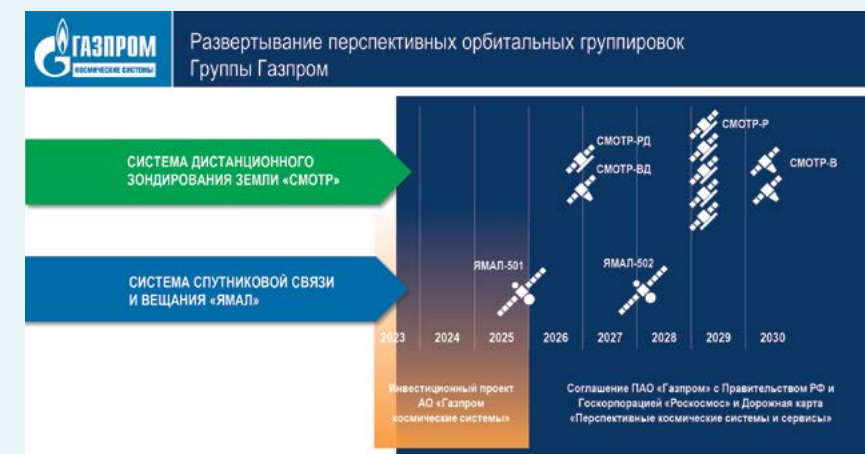 ГАЗПРОМ
КОСМИЧЕСКИЕ СИСТЕМЫ
Развертывание перспективных орбитальных группировок
Группы Газпром
СИСТЕМА ДИСТАНЦИОННОГО
ЗОНДИРОВАНИЯ ЗЕМЛИ «СМОТР»
СМОТР-РД
СМОТР-ВД
СМОТР-Р
СМОТР-В
СИСТЕМА СПУТНИКОВОЙ СВЯЗИ
И ВЕЩАНИЯ «ЯМАЛ»
ЯМАЛ-501
ЯМАЛ-502
2023 2024 2025 2026 2027 2028 2029 2030
Инвестиционный проект
АО «Газпром
космические системы»
Соглашение ПАО «Газпром» с Правительством РФ и
Госкорпорацией «Роскосмос» и Дорожная карта
«Перспективные космические системы и сервисы»